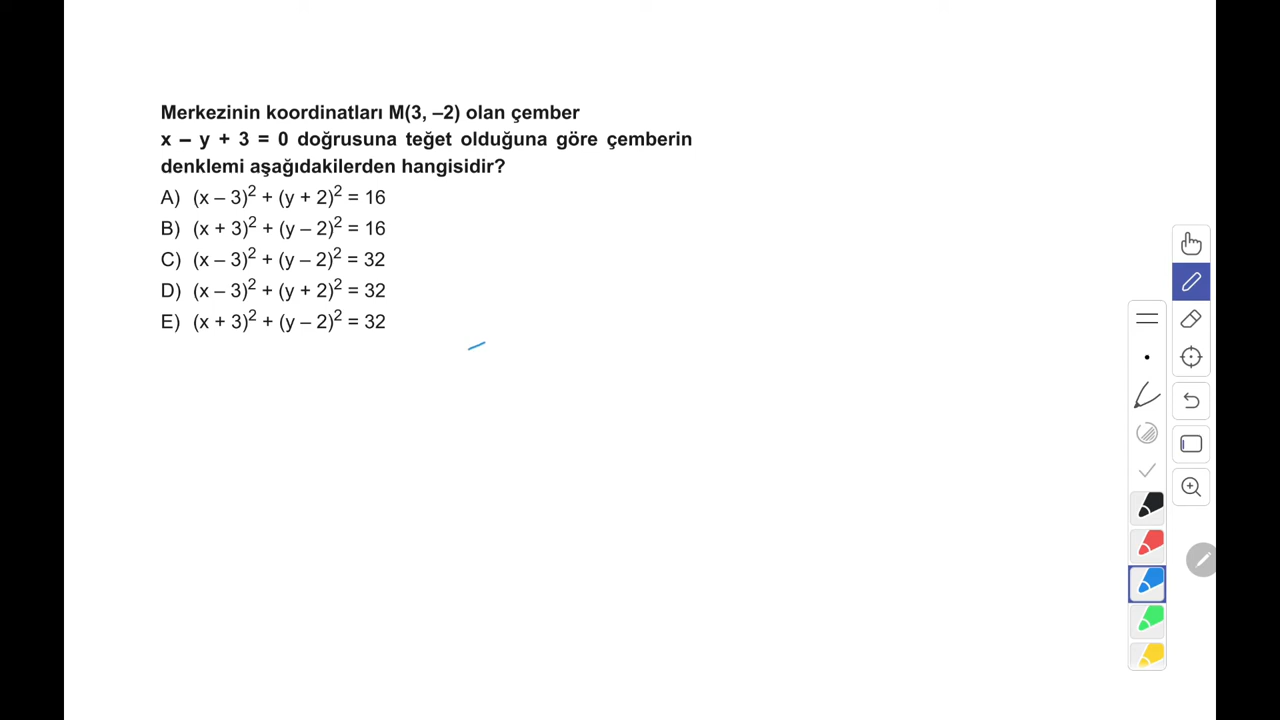 Merkezinin koordinatları M(3, –2) olan çember
x – y + 3 = 0 doğrusuna teğet olduğuna göre çemberin
denklemi aşağıdakilerden hangisidir?
A) (x – 3)² + (y + 2)² = 16
B) (x + 3)² + (y – 2)² = 16
C) (x – 3)² + (y – 2)² = 32
D) (x – 3)² + (y + 2)² = 32
E) (x + 3)² + (y – 2)² = 32